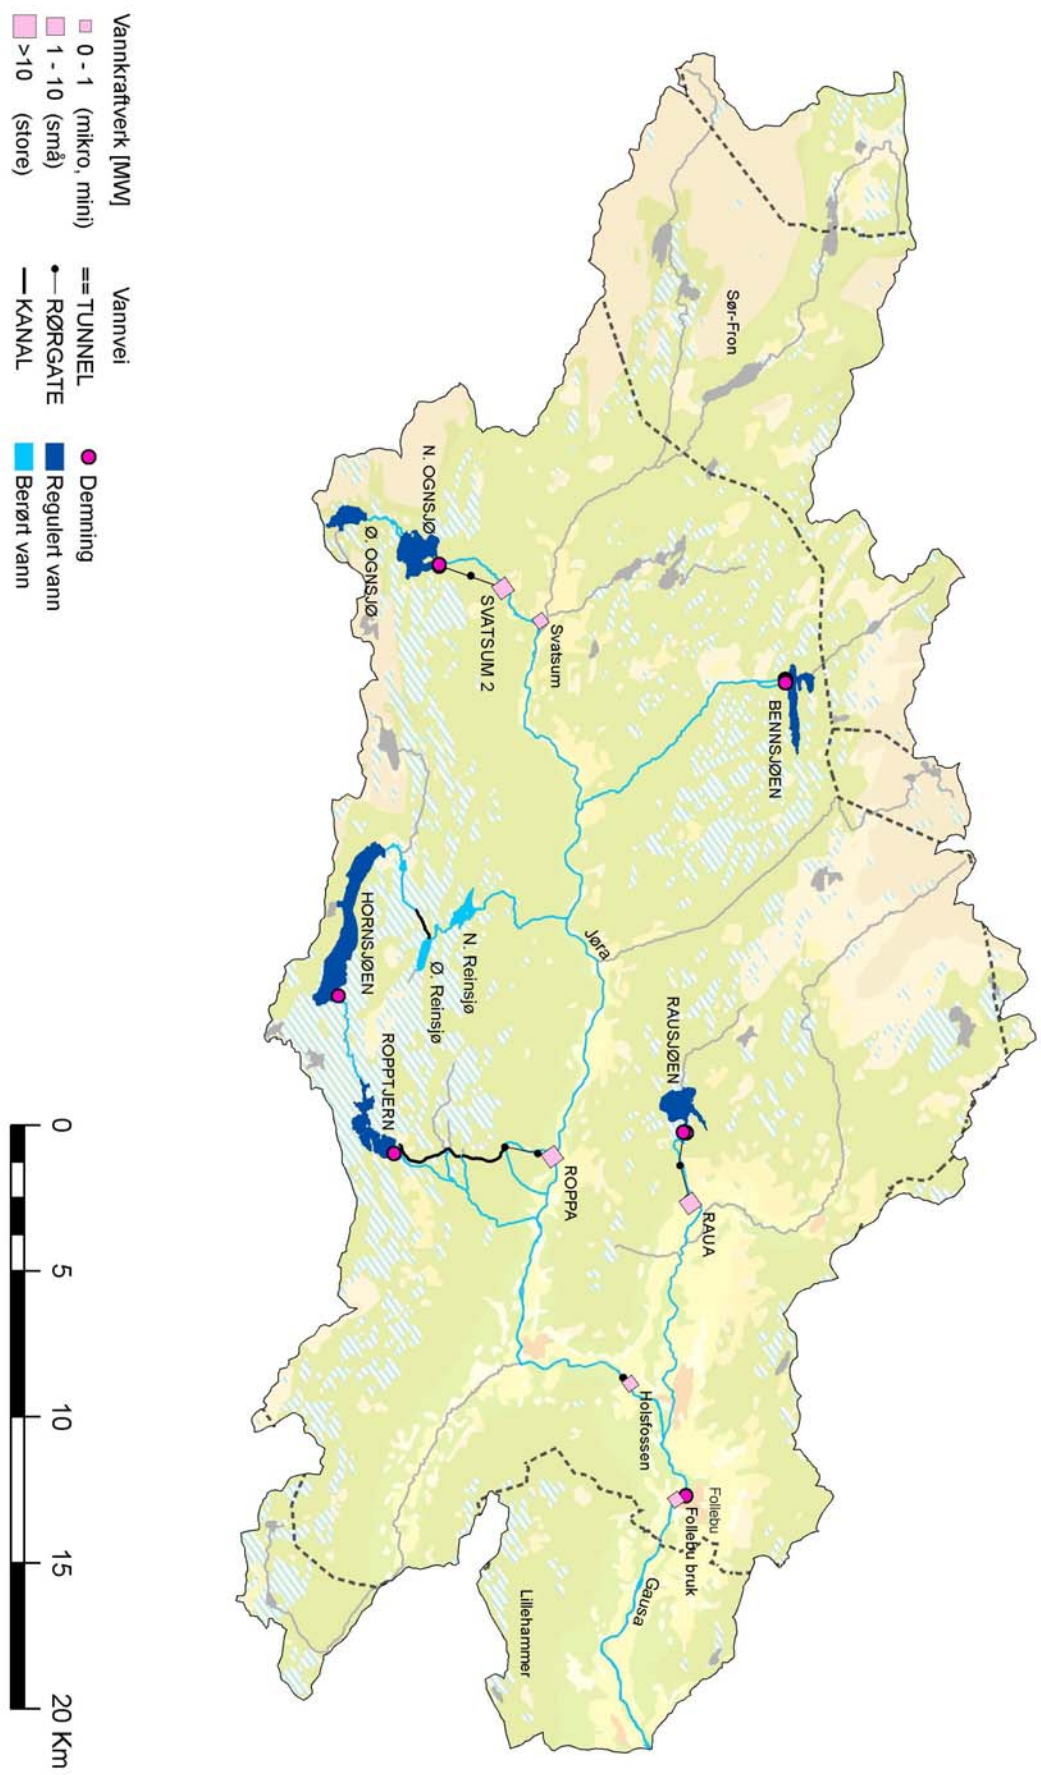 Vannkraftverk [MW]
0 - 1 (mikro, mini)
1 - 10 (små)
>10 (store)
Vannvei
TUNNEL
RØRGATE
KANAL
Demning
Regulert vann
Berørt vann
0
5
10
15
20 Km
Sør-Fron
N. OGNSJØ
Ø. OGNSJØ
SVATSUM 2
Svatsum
BENNSJØEN
HORNSJØEN
N. Reinsjø
Ø. Reinsjø
Jøra
RAUSJØEN
ROPPTJERN
ROPPA
RAUA
Holsfossen
Follebu
Follebu bruk
Gausa
Lillehammer